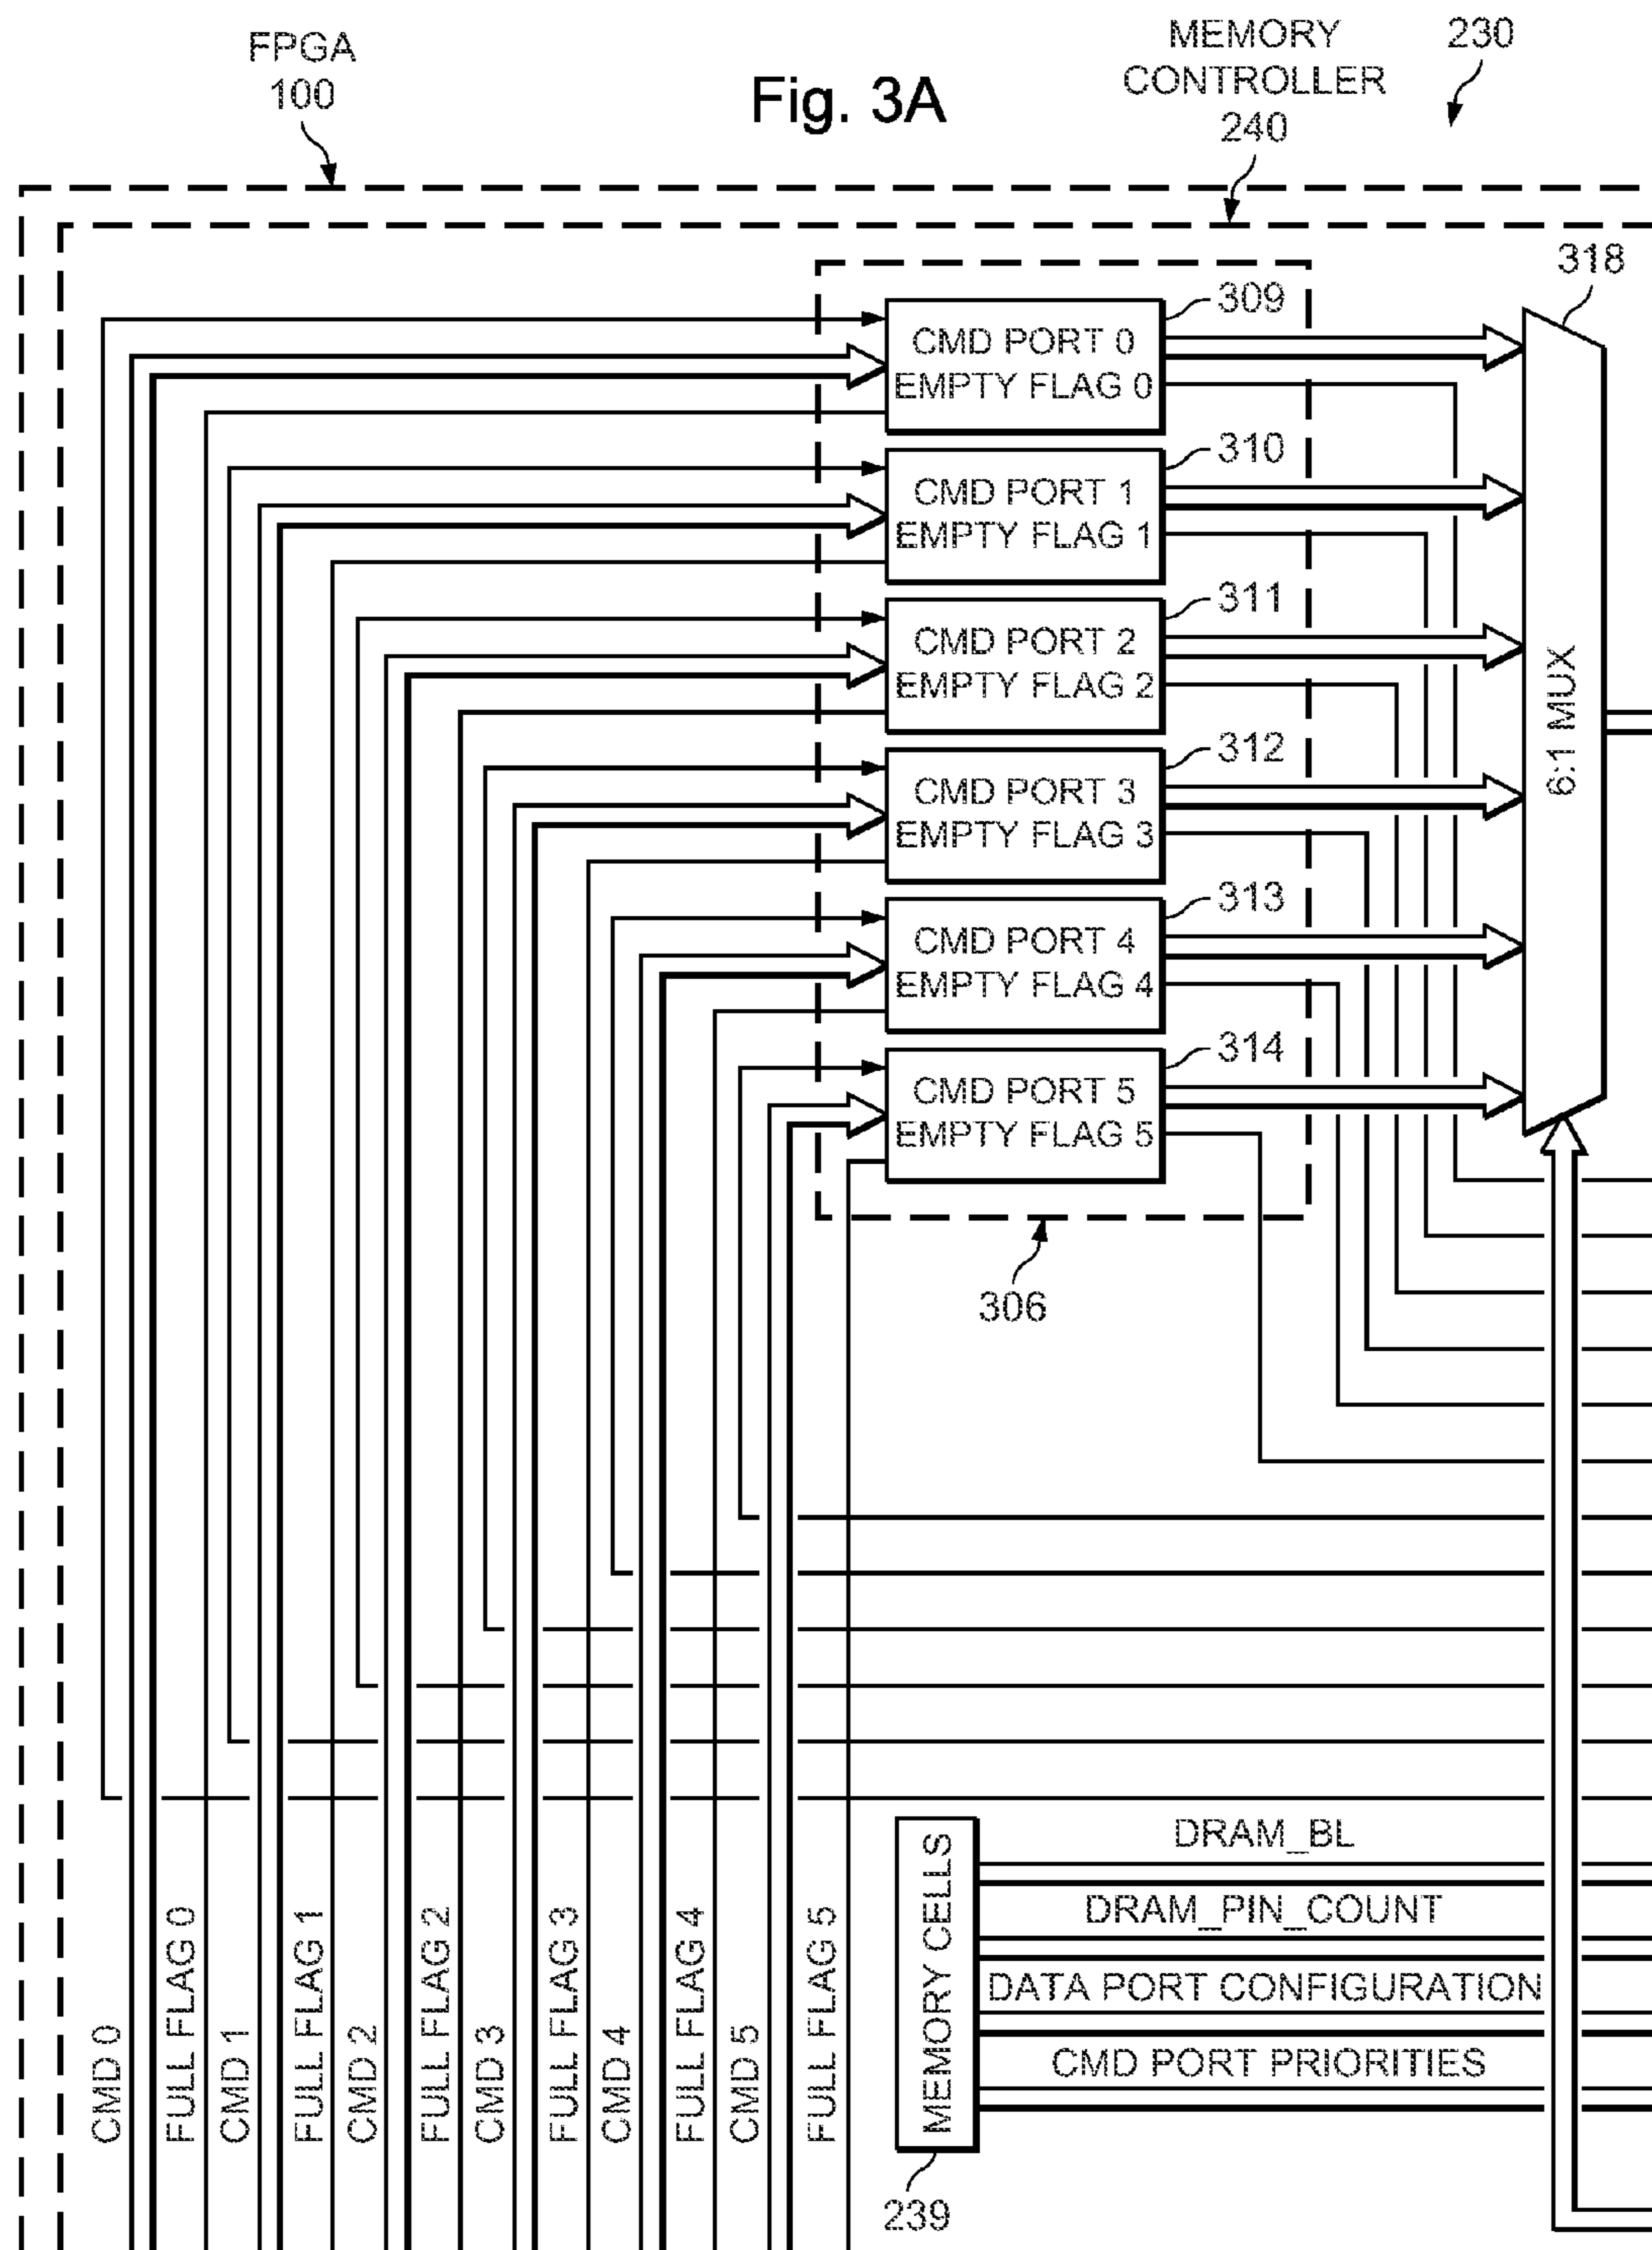 FPGA
100
Fig. 3A
MEMORY
CONTROLLER
240
230
318
309
CMD PORT 0
EMPTY FLAG 0
310
CMD PORT 1
EMPTY FLAG 1
311
CMD PORT 2
EMPTY FLAG 2
312
CMD PORT 3
EMPTY FLAG 3
313
CMD PORT 4
EMPTY FLAG 4
314
CMD PORT 5
EMPTY FLAG 5
6:1 MUX
306
CMD 0
FULL FLAG 0
CMD 1
FULL FLAG 1
CMD 2
FULL FLAG 2
CMD 3
FULL FLAG 3
CMD 4
FULL FLAG 4
CMD 5
FULL FLAG 5
MEMORY CELLS
DRAM_BL
DRAM_PIN_COUNT
DATA PORT CONFIGURATION
CMD PORT PRIORITIES
239